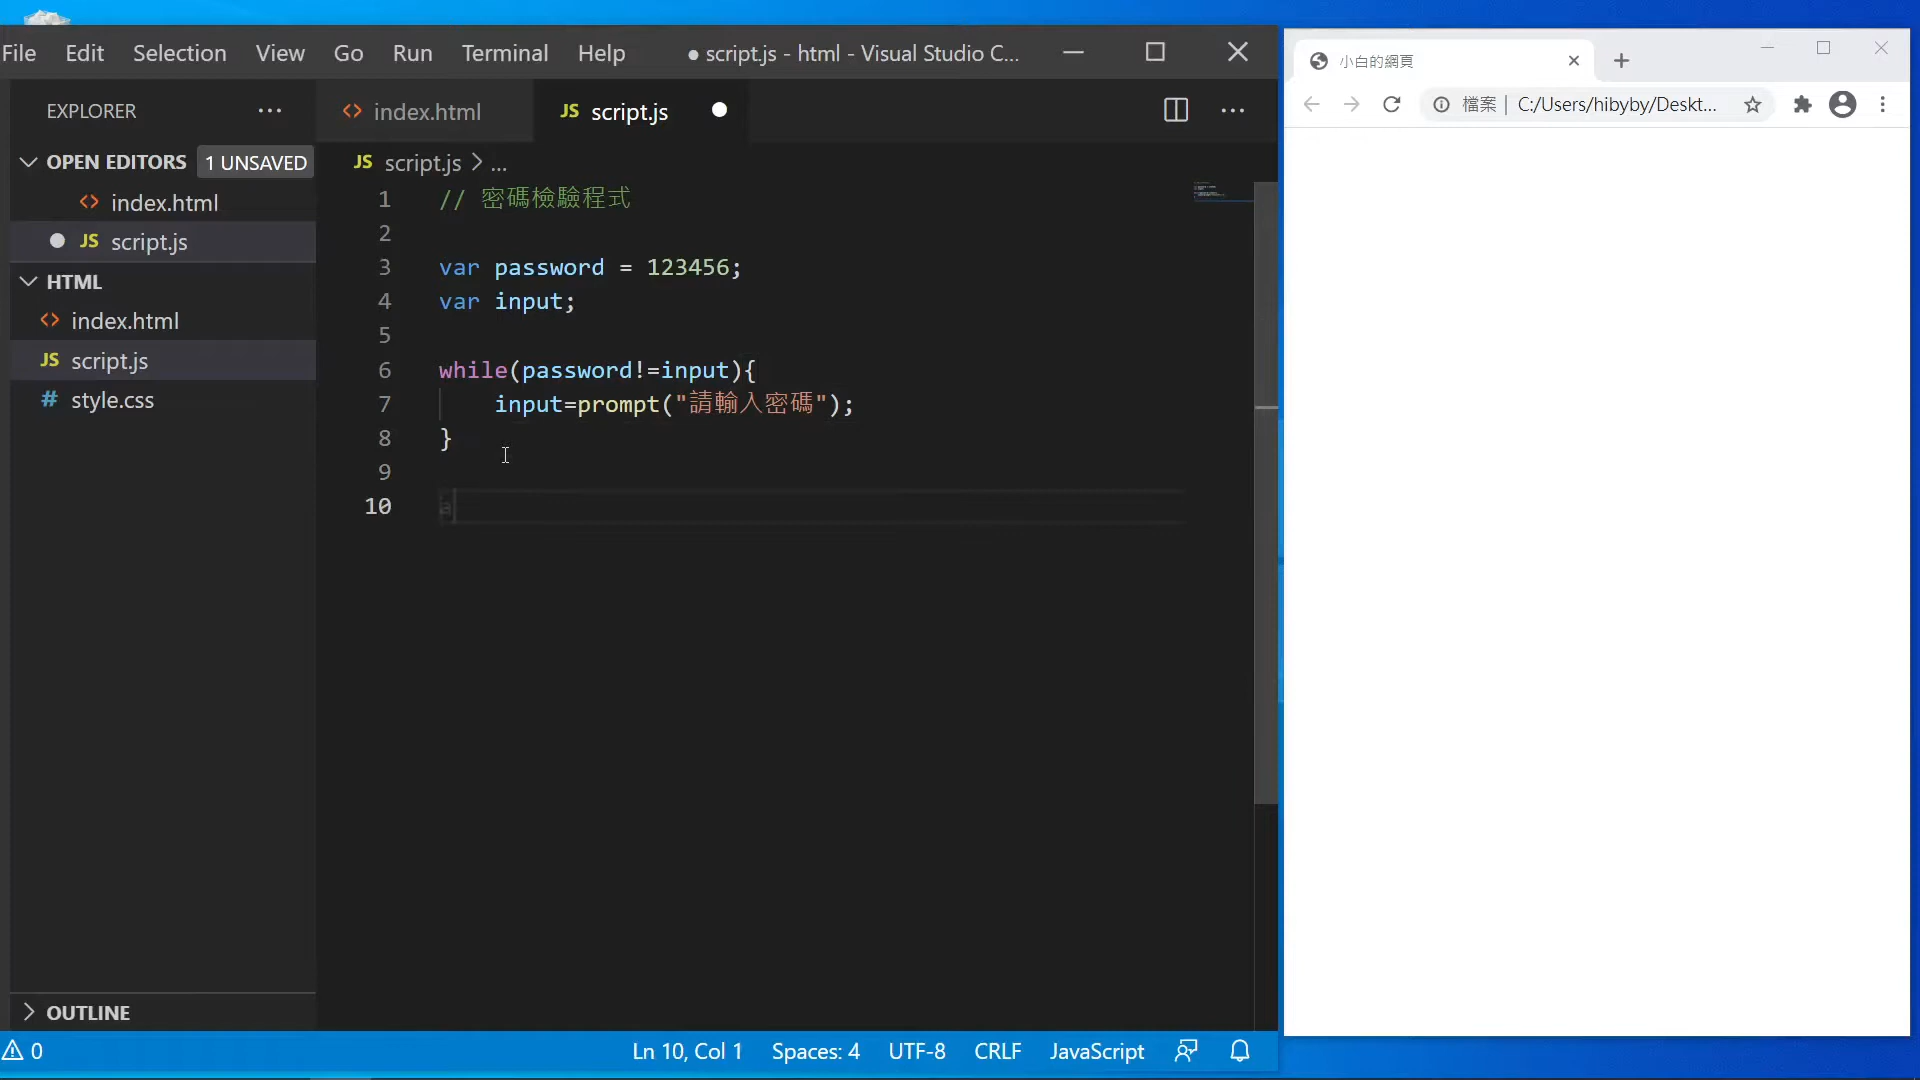 File Edit Selection View Go Run Terminal Help ● script.js - html - Visual Studio C...
EXPLORER
OPEN EDITORS 1 UNSAVED
index.html
JS script.js
HTML
index.html
JS script.js
# style.css
OUTLINE
index.html JS script.js
JS script.js > ...
1 // 密碼檢驗程式
2
3 var password = 123456;
4 var input;
5
6 while(password!=input){
7 input=prompt("請輸入密碼");
8 }
9
10 a
0 Ln 10, Col 1 Spaces: 4 UTF-8 CRLF JavaScript
小白的網頁
檔案 | C:/Users/hibyby/Deskt...